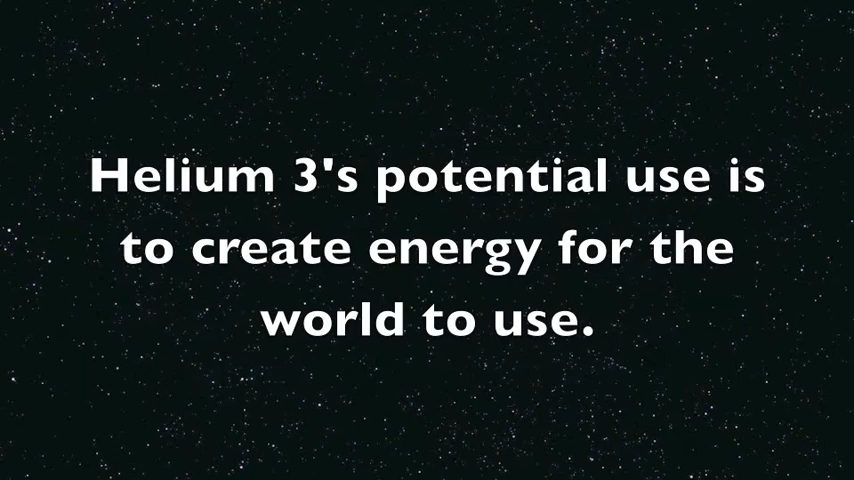 Helium 3's potential use is
to create energy for the
world to use.